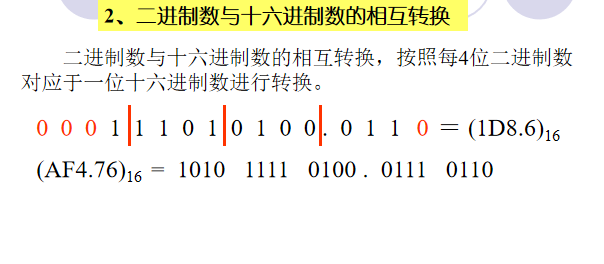 2、二进制数与十六进制数的相互转换
二进制数与十六进制数的相互转换，按照每4位二进制数
对应于一位十六进制数进行转换。
0 0 0 1 1 1 0 1 0 1 0 0 . 0 1 1 0 = (1D8.6)16
(AF4.76)16 = 1010 1111 0100 . 0111 0110